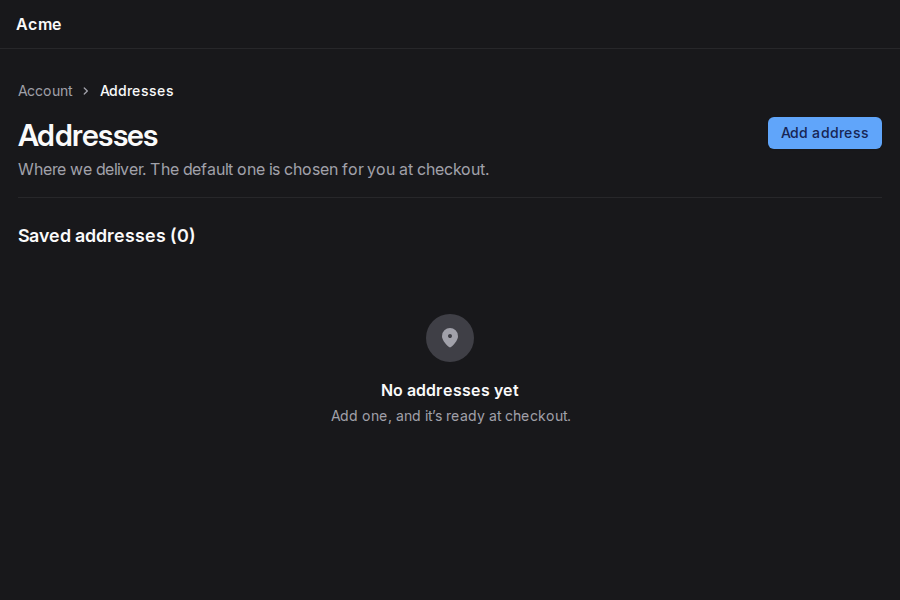 Acme
Account > Addresses
Addresses
Add address
Where we deliver. The default one is chosen for you at checkout.
Saved addresses (0)
No addresses yet
Add one, and it’s ready at checkout.